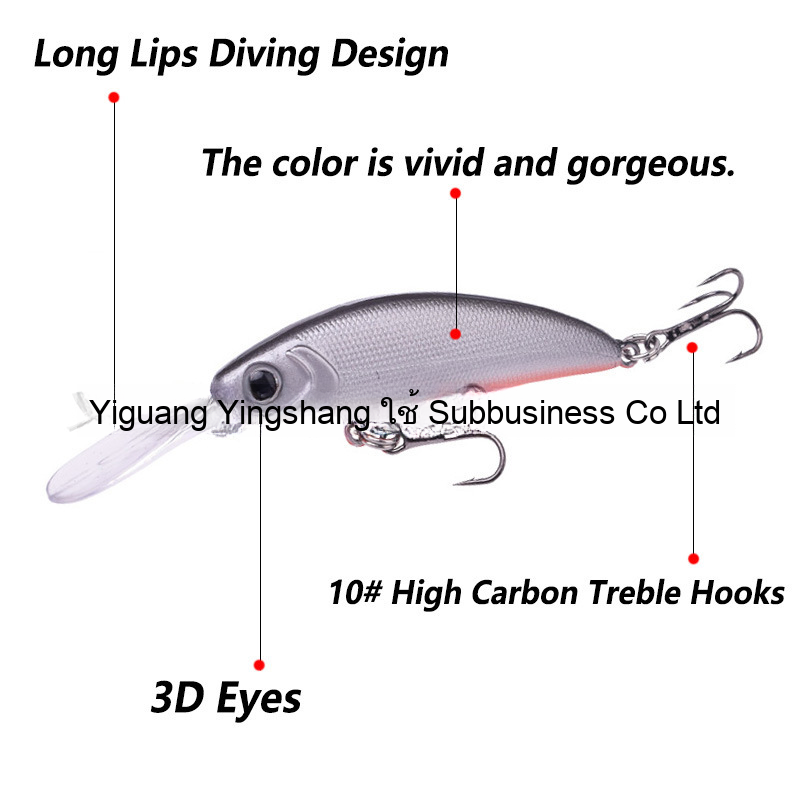 Long Lips Diving Design
The color is vivid and gorgeous.
Yiguang Yingshang ใช้ Subbusiness Co Ltd
10# High Carbon Treble Hooks
3D Eyes